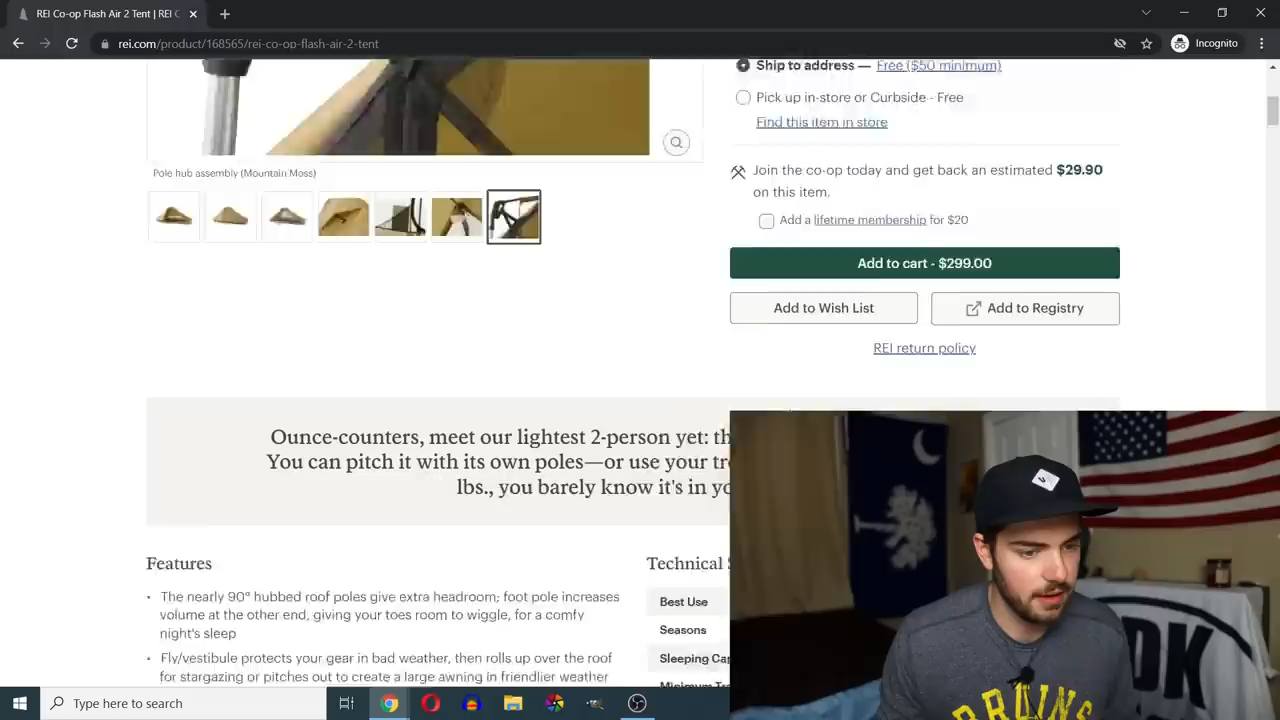 REI Co-op Flash Air 2 Tent | REI C
rei.com/product/168565/rei-co-op-flash-air-2-tent
Incognito
Ship to address — Free ($50 minimum)
Pick up in-store or Curbside - Free
Find this item in store
Pole hub assembly (Mountain Moss)
Join the co-op today and get back an estimated $29.90
on this item.
Add a lifetime membership for $20
Add to cart - $299.00
Add to Wish List
Add to Registry
REI return policy
Ounce-counters, meet our lightest 2-person yet: th
You can pitch it with its own poles—or use your tre
lbs., you barely know it's in yo
Features
The nearly 90° hubbed roof poles give extra headroom; foot pole increases
volume at the other end, giving your toes room to wiggle, for a comfy
night's sleep
Fly/vestibule protects your gear in bad weather, then rolls up over the roof
for stargazing or pitches out to create a large awning in friendlier weather
Technical S
Best Use
Seasons
Sleeping Cap
Minimum Tra
BRUINS
DK
Type here to search